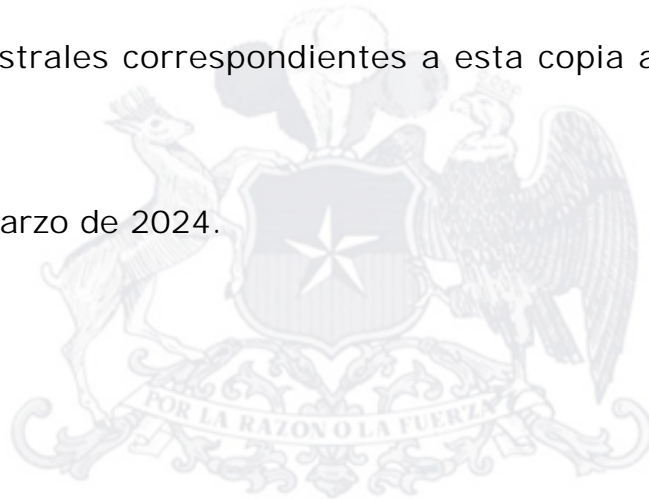 strales correspondientes a esta copia a
arzo de 2024.
POR LA RAZON O LA FUERZA